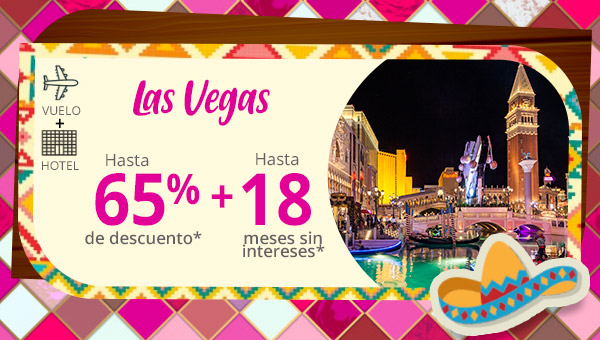 Las Vegas
VUELO
+
HOTEL
Hasta
65%
de descuento*
+
Hasta
18
meses sin
intereses*